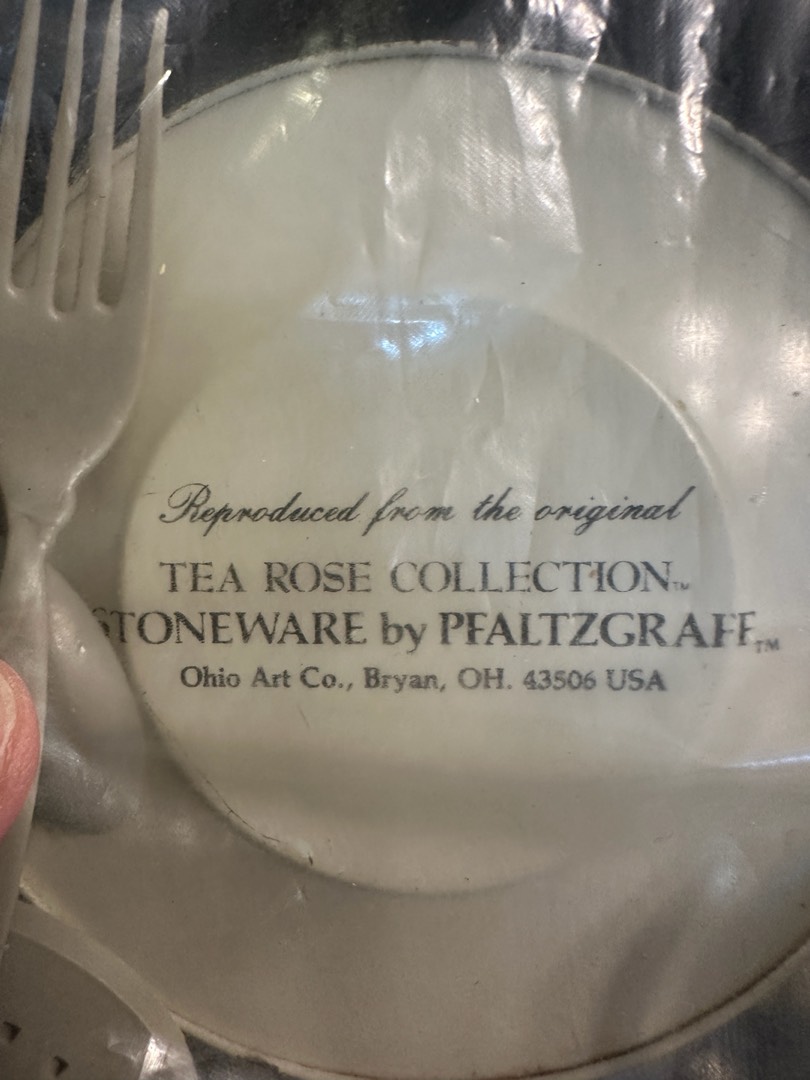 Reproduced from the original
TEA ROSE COLLECTION™
STONEWARE by PFALTZGRAFF™
Ohio Art Co., Bryan, OH. 43506 USA